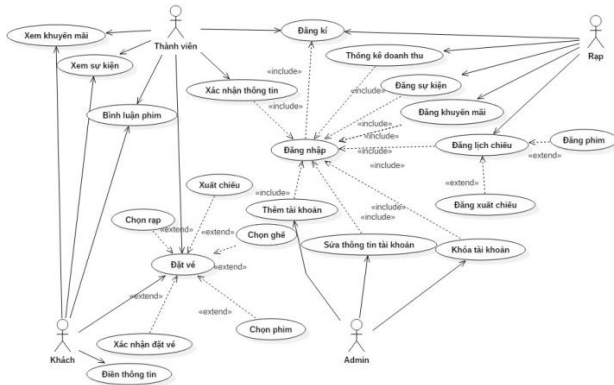 Xem khuyến mãi
Thành viên
Đăng kí
Rạp
Xem sự kiện
Thống kê doanh thu
«include»
«include»
Xác nhận thông tin
Đăng sự kiện
«include»
«include»
Bình luận phim
Đăng khuyến mãi
«include»
«include»
Đăng nhập
Đăng lịch chiếu
Đăng phim
«include»
«include»
«extend»
Xuất chiếu
«include»
«extend»
Chọn rạp
Thêm tài khoản
Đăng xuất chiếu
«include»
«include»
«extend»
«extend»
Chọn ghế
Sửa thông tin tài khoản
Khóa tài khoản
Đặt vé
«extend»
«extend»
«extend»
Xác nhận đặt vé
Chọn phim
Khách
Admin
Điền thông tin